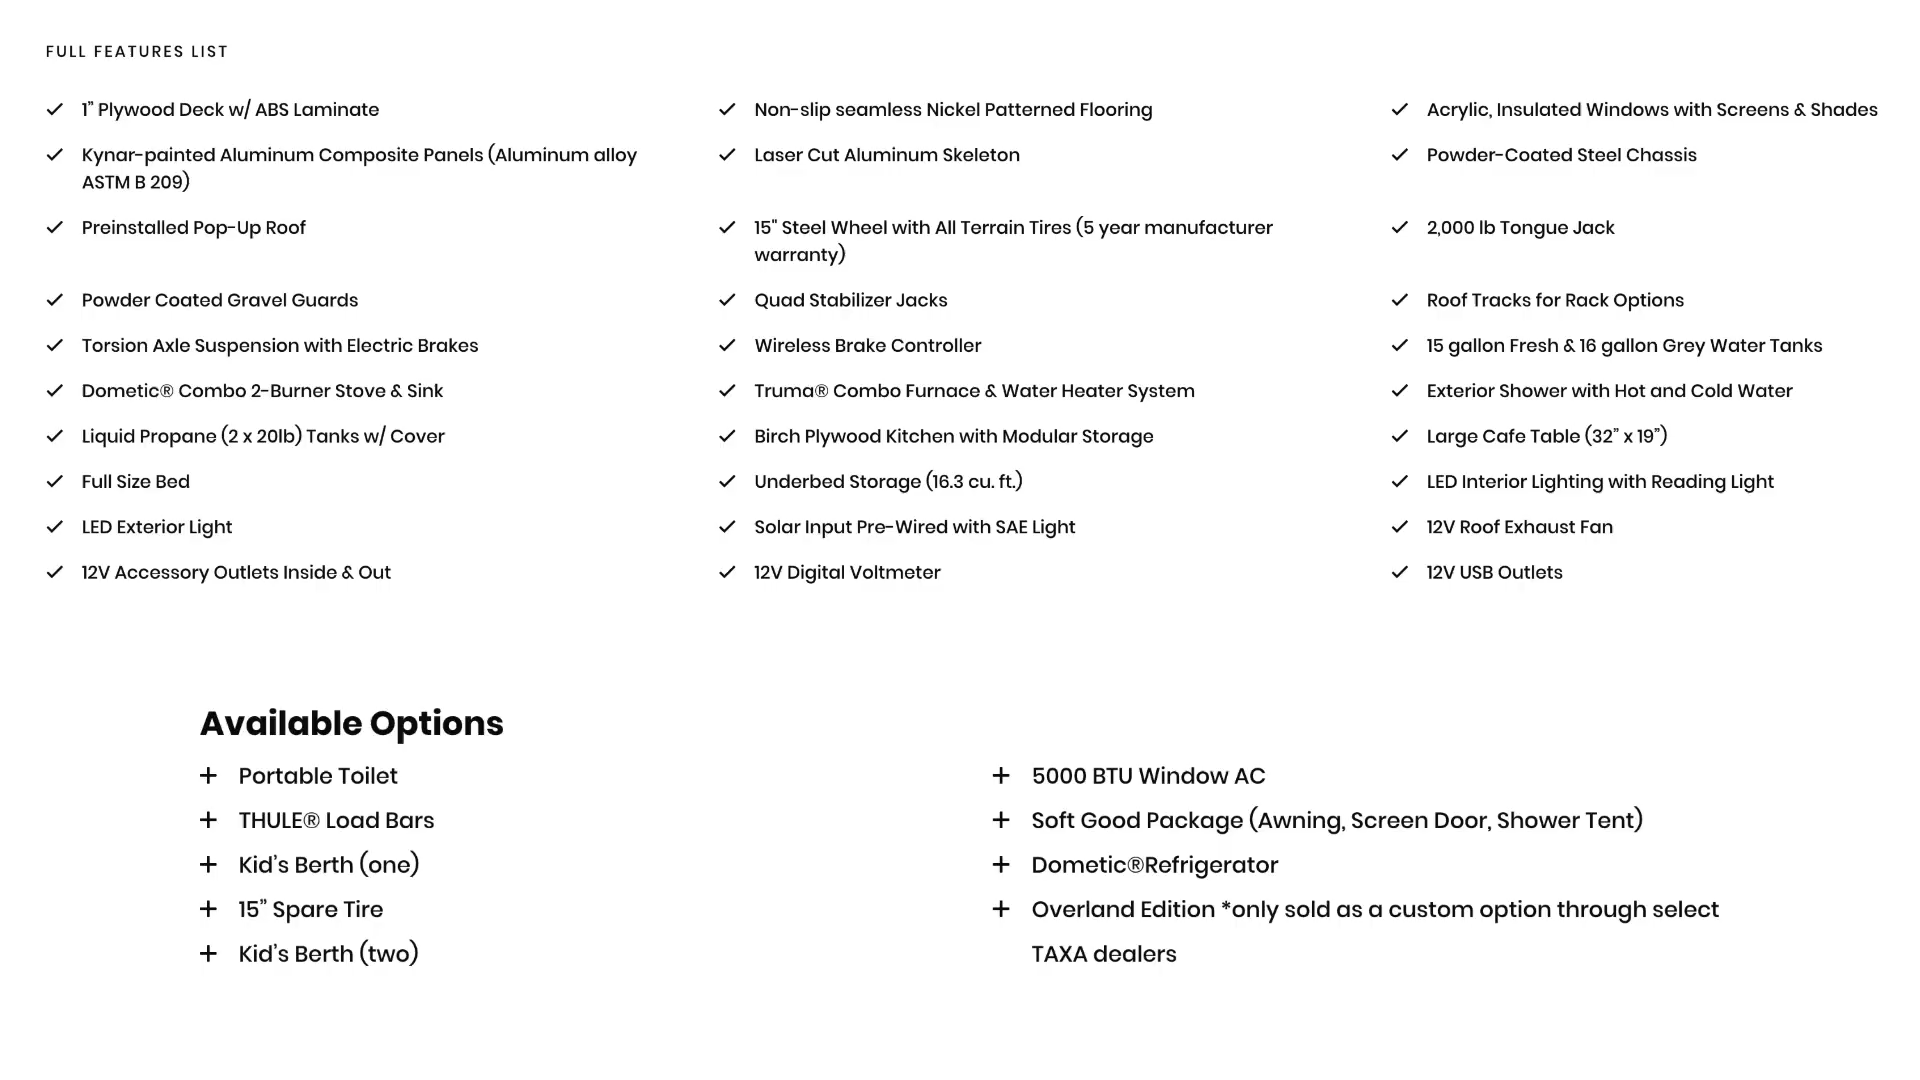 FULL FEATURES LIST
1” Plywood Deck w/ ABS Laminate
Non-slip seamless Nickel Patterned Flooring
Acrylic, Insulated Windows with Screens & Shades
Kynar-painted Aluminum Composite Panels (Aluminum alloy
ASTM B 209)
Laser Cut Aluminum Skeleton
Powder-Coated Steel Chassis
Preinstalled Pop-Up Roof
15" Steel Wheel with All Terrain Tires (5 year manufacturer
warranty)
2,000 lb Tongue Jack
Powder Coated Gravel Guards
Quad Stabilizer Jacks
Roof Tracks for Rack Options
Torsion Axle Suspension with Electric Brakes
Wireless Brake Controller
15 gallon Fresh & 16 gallon Grey Water Tanks
Dometic® Combo 2-Burner Stove & Sink
Truma® Combo Furnace & Water Heater System
Exterior Shower with Hot and Cold Water
Liquid Propane (2 x 20lb) Tanks w/ Cover
Birch Plywood Kitchen with Modular Storage
Large Cafe Table (32” x 19”)
Full Size Bed
Underbed Storage (16.3 cu. ft.)
LED Interior Lighting with Reading Light
LED Exterior Light
Solar Input Pre-Wired with SAE Light
12V Roof Exhaust Fan
12V Accessory Outlets Inside & Out
12V Digital Voltmeter
12V USB Outlets
Available Options
+ Portable Toilet
+ THULE® Load Bars
+ Kid’s Berth (one)
+ 15” Spare Tire
+ Kid’s Berth (two)
+ 5000 BTU Window AC
+ Soft Good Package (Awning, Screen Door, Shower Tent)
+ Dometic®Refrigerator
+ Overland Edition *only sold as a custom option through select
TAXA dealers